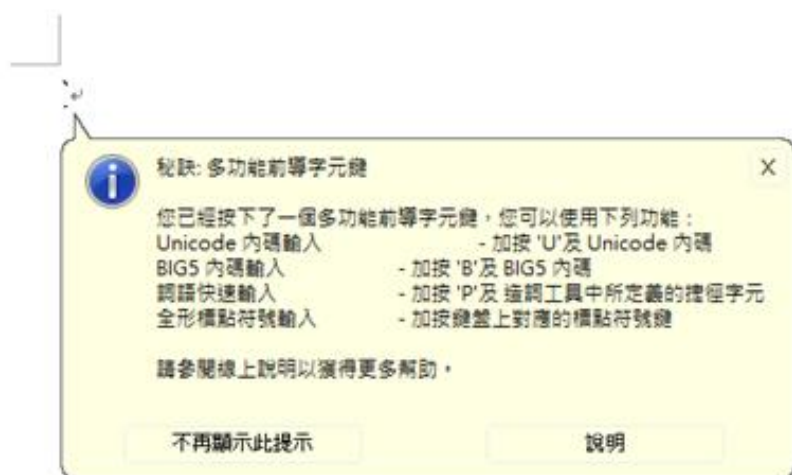 秘訣: 多功能前導字元鍵
X
您已經按下了一個多功能前導字元鍵，您可以使用下列功能：
Unicode 內碼輸入 - 加按 'U'及 Unicode 內碼
BIG5 內碼輸入 - 加按 'B'及 BIG5 內碼
詞語快速輸入 - 加按 'P'及 造詞工具中所定義的捷徑字元
全形標點符號輸入 - 加按鍵盤上對應的標點符號鍵
請參閱線上說明以獲得更多幫助。
不再顯示此提示 說明